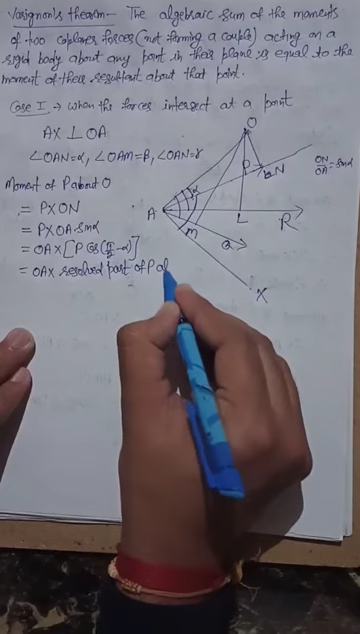 Varignon's theorem- The algebraic sum of the moments
of two coplaner forces (not forming a couple) acting on a
rigid body about any point in their plane is equal to the
moment of their resultant about that point.
Case I → when the forces intersect at a point
AX ⊥ OA
∠OAN=α, ∠OAM=β, ∠OAN=γ
Moment of P about O
= P×ON
= P×OA sinα
= OA×[P Cos(π/2-α)]
= OA× resolved part of P al
O
P
N
ON/OA = sinα
α
A
L
R
M
Q
X